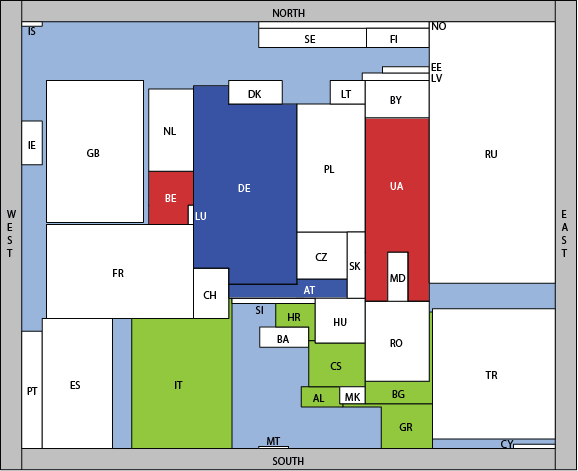 NORTH
IS
NO
SE
FI
EE
LV
DK
LT
BY
NL
IE
GB
RU
PL
BE
DE
UA
LU
WEST
EAST
CZ
SK
FR
MD
CH
AT
SI
HR
HU
BA
RO
CS
TR
IT
ES
PT
AL
MK
BG
GR
MT
CY
SOUTH